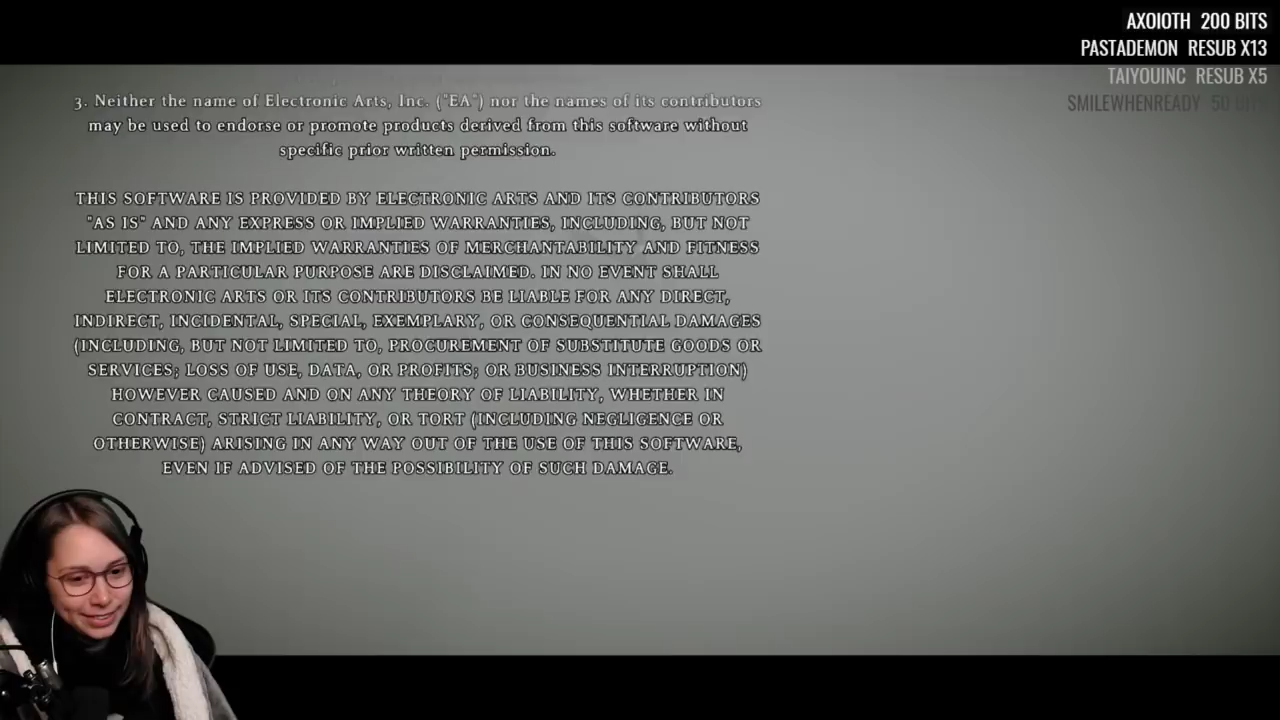 AXOIOTH 200 BITS
PASTADEMON RESUB X13
TAIYOUINC RESUB X5
SMILEWHENREADY 50 BITS
3. Neither the name of Electronic Arts, Inc. ("EA") nor the names of its contributors
may be used to endorse or promote products derived from this software without
specific prior written permission.
THIS SOFTWARE IS PROVIDED BY ELECTRONIC ARTS AND ITS CONTRIBUTORS
"AS IS" AND ANY EXPRESS OR IMPLIED WARRANTIES, INCLUDING, BUT NOT
LIMITED TO, THE IMPLIED WARRANTIES OF MERCHANTABILITY AND FITNESS
FOR A PARTICULAR PURPOSE ARE DISCLAIMED. IN NO EVENT SHALL
ELECTRONIC ARTS OR ITS CONTRIBUTORS BE LIABLE FOR ANY DIRECT,
INDIRECT, INCIDENTAL, SPECIAL, EXEMPLARY, OR CONSEQUENTIAL DAMAGES
(INCLUDING, BUT NOT LIMITED TO, PROCUREMENT OF SUBSTITUTE GOODS OR
SERVICES; LOSS OF USE, DATA, OR PROFITS; OR BUSINESS INTERRUPTION)
HOWEVER CAUSED AND ON ANY THEORY OF LIABILITY, WHETHER IN
CONTRACT, STRICT LIABILITY, OR TORT (INCLUDING NEGLIGENCE OR
OTHERWISE) ARISING IN ANY WAY OUT OF THE USE OF THIS SOFTWARE,
EVEN IF ADVISED OF THE POSSIBILITY OF SUCH DAMAGE.